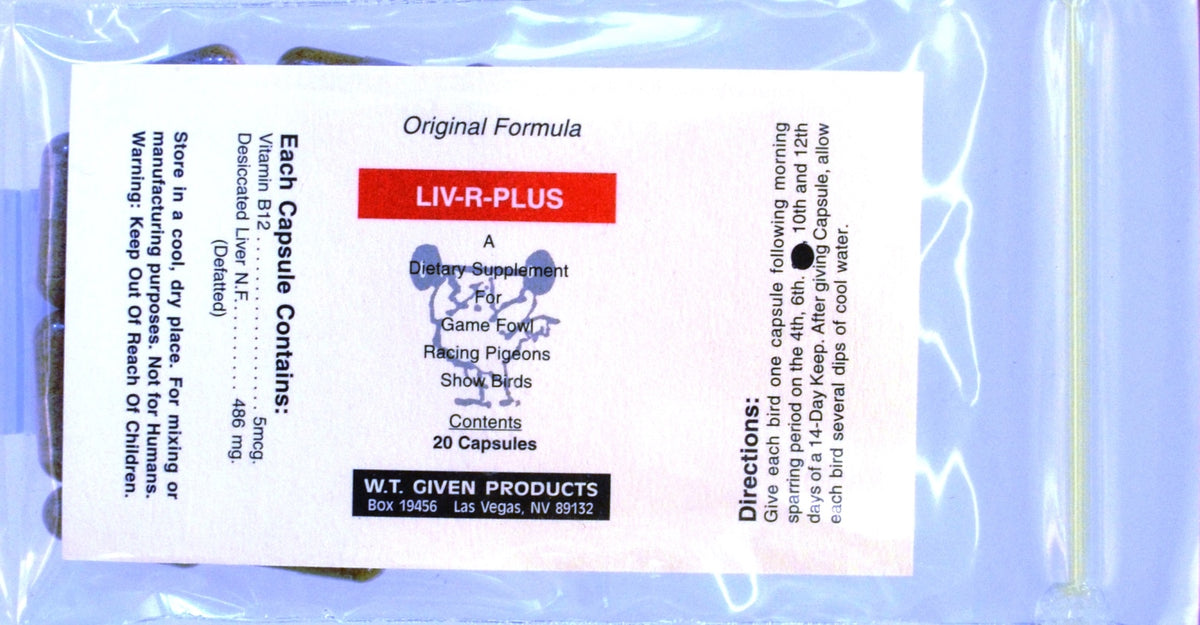 Original Formula
LIV-R-PLUS
A
Dietary Supplement
For
Game Fowl
Racing Pigeons
Show Birds
Contents
20 Capsules
W.T. GIVEN PRODUCTS
Box 19456 Las Vegas, NV 89132
Each Capsule Contains:
Vitamin B12 . . . . . . . . . . . . . . . . . 5mcg.
Desiccated Liver N.F. . . . . . . . . . 486 mg.
(Defatted)
Store in a cool, dry place. For mixing or
manufacturing purposes. Not for Humans.
Warning: Keep Out Of Reach Of Children.
Directions:
Give each bird one capsule following morning
sparring period on the 4th, 6th. , 10th and 12th
days of a 14-Day Keep. After giving Capsule, allow
each bird several dips of cool water.